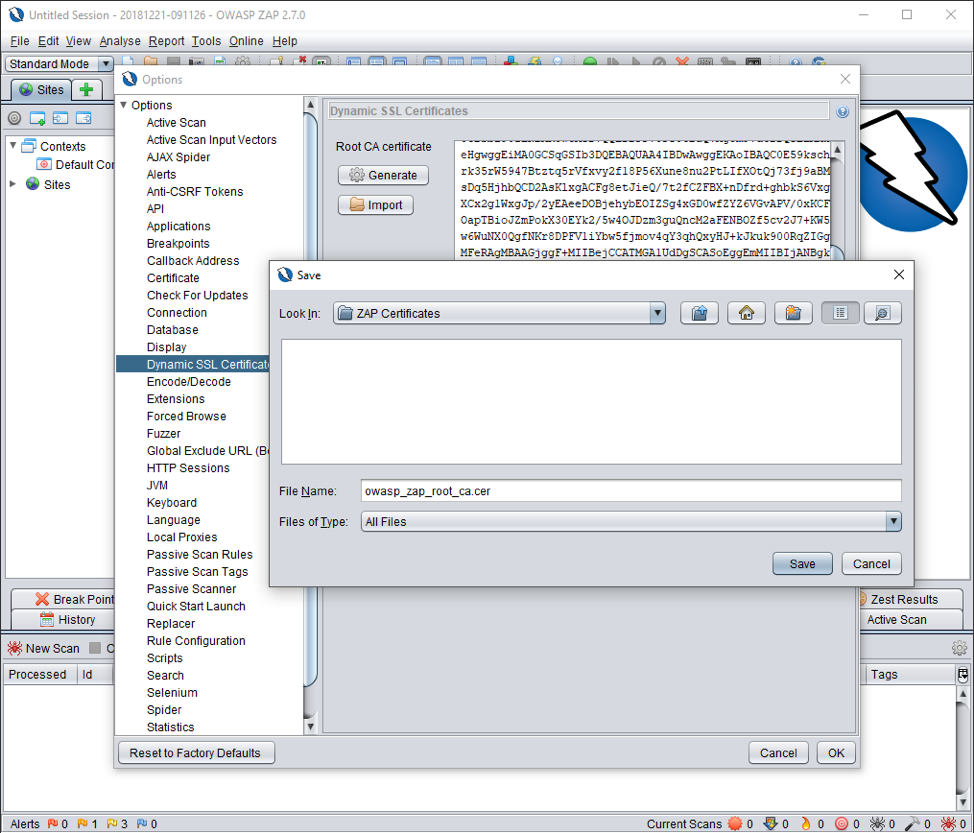 Untitled Session - 20181221-091126 - OWASP ZAP 2.7.0
File Edit View Analyse Report Tools Online Help
Standard Mode
Options
Sites
Contexts
Default Con
Sites
Options
Active Scan
Active Scan Input Vectors
AJAX Spider
Alerts
Anti-CSRF Tokens
API
Applications
Breakpoints
Callback Address
Certificate
Check For Updates
Connection
Database
Display
Dynamic SSL Certificate
Encode/Decode
Extensions
Forced Browse
Fuzzer
Global Exclude URL (Be
HTTP Sessions
JVM
Keyboard
Language
Local Proxies
Passive Scan Rules
Passive Scan Tags
Passive Scanner
Quick Start Launch
Replacer
Rule Configuration
Scripts
Search
Selenium
Spider
Statistics
Dynamic SSL Certificates
Root CA certificate
Generate
Import
eHgwggEiMA0GCSqGSIb3DQEBAQUAA4IBDwAwggEKAoIBAQC0E59ksch
rk35rW5947Btztq5rVfxvy2f18P56Xune8nu2PtLIfXOtQj73fj9aBM
sDq5HjhbQCD2AsKlxgACFg8etJieQ/7t2fCZFBX+nDfrd+ghbkS6Vxg
XCx2glWxgJp/2yEAeeDOBjehybEOIZSg4xGD0wfZYZ6VGvAPV/0xKCF
OapTBioJZmPokX30EYk2/5w4OJDzm3guQncM2aFENBOZf5cv2J7+KW5
w6WuNX0QgfNKr8DPFVliYbw5fjmov4qY3qhQxyHJ+kJkuk900RqZIGg
MFeRAgMBAAGjggF+MIIBejCCATMGA1UdDgSCASoEggEmMIIBIjANBgk
Save
Look In:
ZAP Certificates
File Name:
owasp_zap_root_ca.cer
Files of Type:
All Files
Save
Cancel
Reset to Factory Defaults
Cancel
OK
Break Point
Zest Results
History
Active Scan
New Scan
Processed
Id
Tags
Alerts 0 1 3 0
Current Scans 0 0 0 0 0 0 0